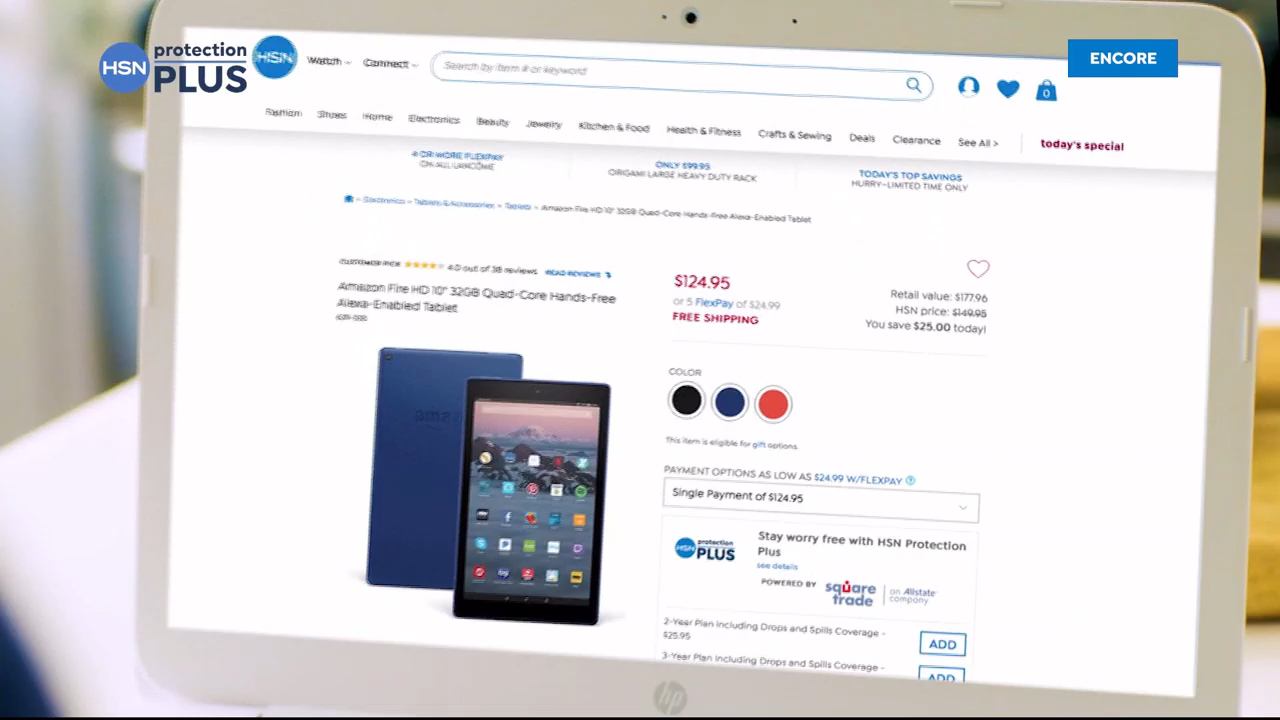 HSN protection PLUS
ENCORE
HSN Watch Connect Search by item # or keyword 0
Fashion Shoes Home Electronics Beauty Jewelry Kitchen & Food Health & Fitness Crafts & Sewing Deals Clearance See All > today's special
4 OR MORE FLEXPAY
ON ALL LANCOME
ONLY $99.95
ORIGAMI LARGE HEAVY DUTY RACK
TODAY'S TOP SAVINGS
HURRY–LIMITED TIME ONLY
Electronics > Tablets & Accessories > Tablets > Amazon Fire HD 10" 32GB Quad-Core Hands-Free Alexa-Enabled Tablet
CUSTOMER PICK 4.0 out of 38 reviews READ REVIEWS
Amazon Fire HD 10" 32GB Quad-Core Hands-Free
Alexa-Enabled Tablet
$124.95
or 5 FlexPay of $24.99
FREE SHIPPING
Retail value: $177.96
HSN price: $149.95
You save $25.00 today!
COLOR
This item is eligible for gift options.
PAYMENT OPTIONS AS LOW AS $24.99 W/FLEXPAY ?
Single Payment of $124.95
HSN protection PLUS
Stay worry free with HSN Protection
Plus
see details
POWERED BY square trade an Allstate company
2-Year Plan Including Drops and Spills Coverage -
$25.95
ADD
3-Year Plan Including Drops and Spills Coverage -
ADD
hp